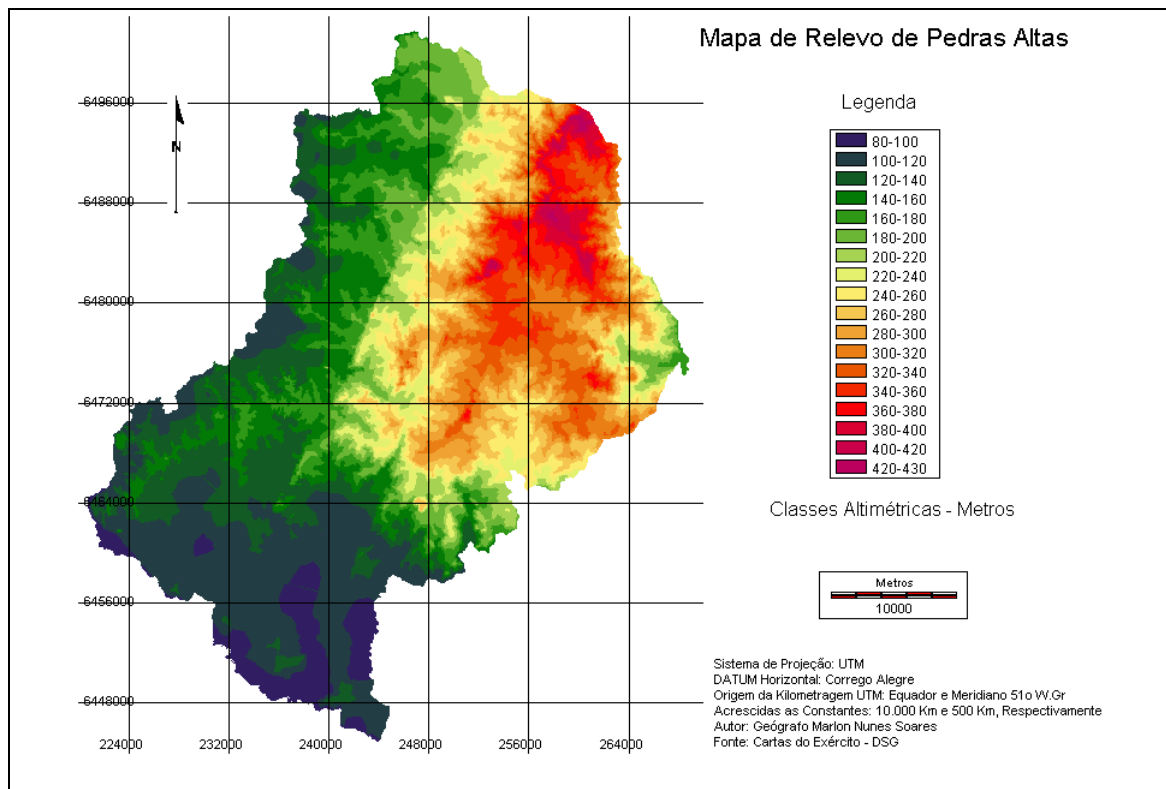 Mapa de Relevo de Pedras Altas
6496000
N
6488000
6480000
6472000
6464000
6456000
6448000
224000 232000 240000 248000 256000 264000
Legenda
80-100
100-120
120-140
140-160
160-180
180-200
200-220
220-240
240-260
260-280
280-300
300-320
320-340
340-360
360-380
380-400
400-420
420-430
Classes Altimétricas - Metros
Metros
10000
Sistema de Projeção: UTM
DATUM Horizontal: Corrego Alegre
Origem da Kilometragem UTM: Equador e Meridiano 51o W.Gr
Acrescidas as Constantes: 10.000 Km e 500 Km, Respectivamente
Autor: Geógrafo Marlon Nunes Soares
Fonte: Cartas do Exército - DSG